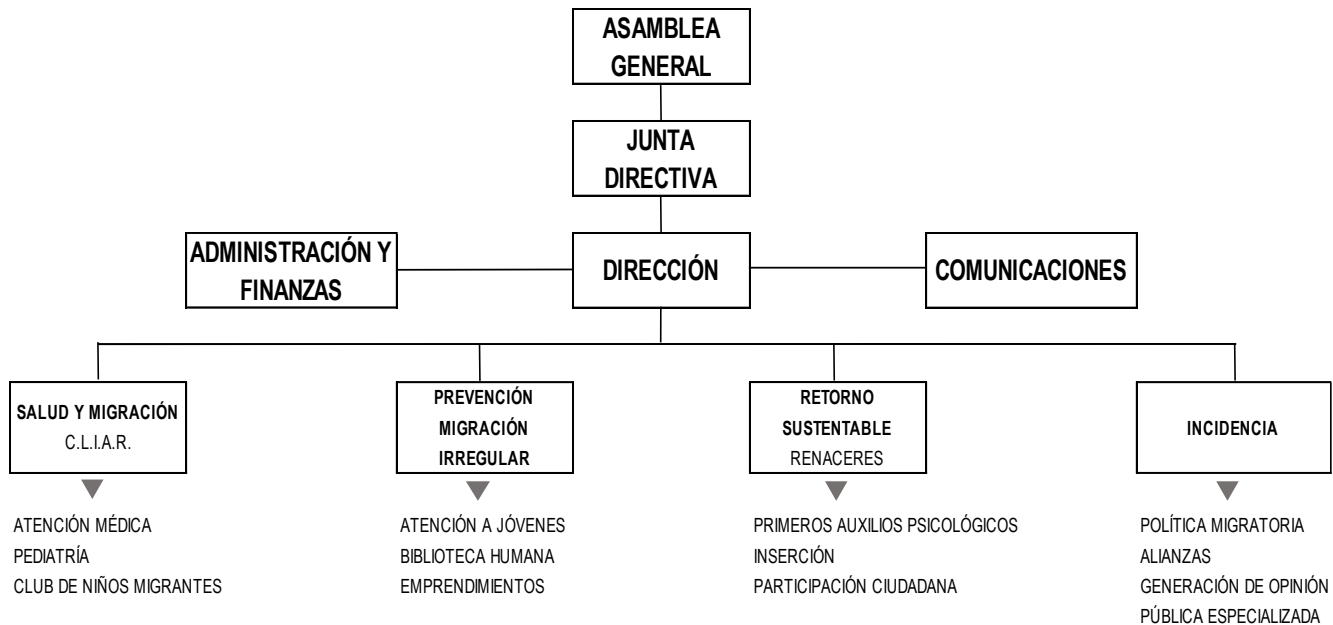 ASAMBLEA
GENERAL
JUNTA
DIRECTIVA
ADMINISTRACIÓN Y
FINANZAS
DIRECCIÓN
COMUNICACIONES
SALUD Y MIGRACIÓN
C.L.I.A.R.
PREVENCIÓN
MIGRACIÓN
IRREGULAR
RETORNO
SUSTENTABLE
RENACERES
INCIDENCIA
ATENCIÓN MÉDICA
PEDIATRÍA
CLUB DE NIÑOS MIGRANTES
ATENCIÓN A JÓVENES
BIBLIOTECA HUMANA
EMPRENDIMIENTOS
PRIMEROS AUXILIOS PSICOLÓGICOS
INSERCIÓN
PARTICIPACIÓN CIUDADANA
POLÍTICA MIGRATORIA
ALIANZAS
GENERACIÓN DE OPINIÓN
PÚBLICA ESPECIALIZADA